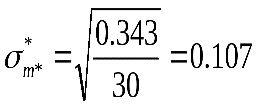 σ*ₘ* = √(0.343/30) = 0.107